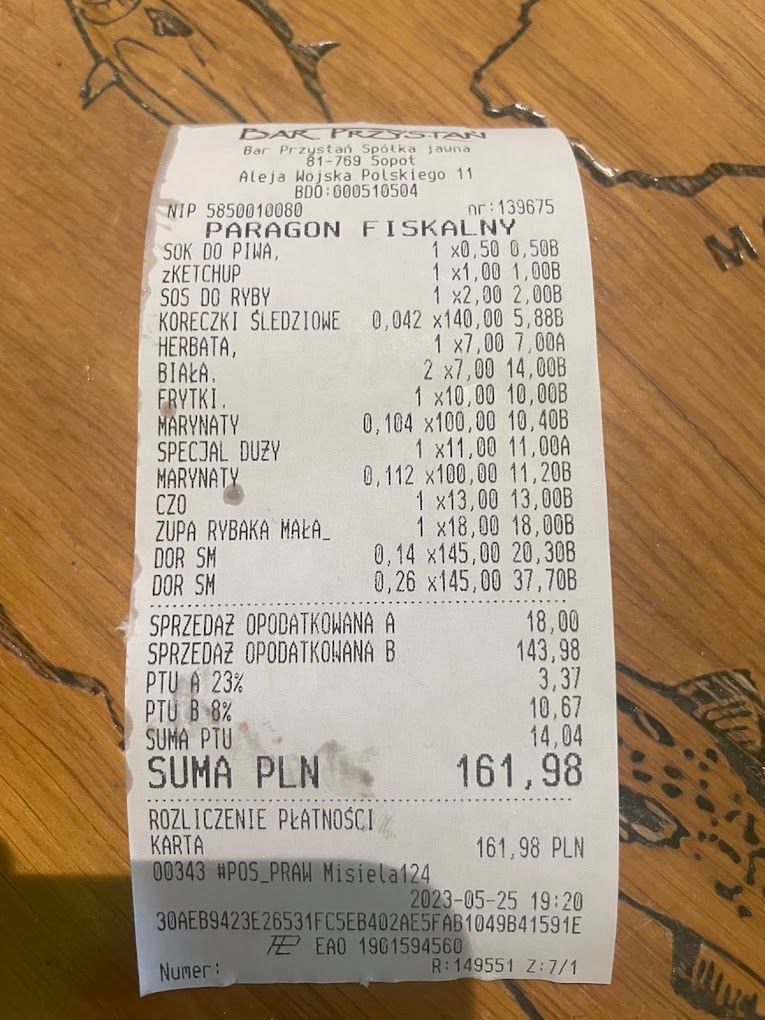 BAR PRZYSTAŃ
Bar Przystań Spółka jawna
81-769 Sopot
Aleja Wojska Polskiego 11
BDO:000510504
NIP 5850010080 nr:139675
PARAGON FISKALNY
SOK DO PIWA, 1 x0,50 0,50B
zKETCHUP 1 x1,00 1,00B
SOS DO RYBY 1 x2,00 2,00B
KORECZKI ŚLEDZIOWE 0,042 x140,00 5,88B
HERBATA, 1 x7,00 7,00A
BIAŁA. 2 x7,00 14,00B
FRYTKI. 1 x10,00 10,00B
MARYNATY 0,104 x100,00 10,40B
SPECJAL DUŻY 1 x11,00 11,00A
MARYNATY 0,112 x100,00 11,20B
CZO 1 x13,00 13,00B
ZUPA RYBAKA MAŁA_ 1 x18,00 18,00B
DOR SM 0,14 x145,00 20,30B
DOR SM 0,26 x145,00 37,70B
SPRZEDAŻ OPODATKOWANA A 18,00
SPRZEDAŻ OPODATKOWANA B 143,98
PTU A 23% 3,37
PTU B 8% 10,67
SUMA PTU 14,04
SUMA PLN 161,98
ROZLICZENIE PŁATNOŚCI
KARTA 161,98 PLN
00343 #POS_PRAW Misiela124
2023-05-25 19:20
30AEB9423E26531FC5EB402AE5FAB1049B41591E
EAO 1901594560
Numer: R:149551 Z:7/1